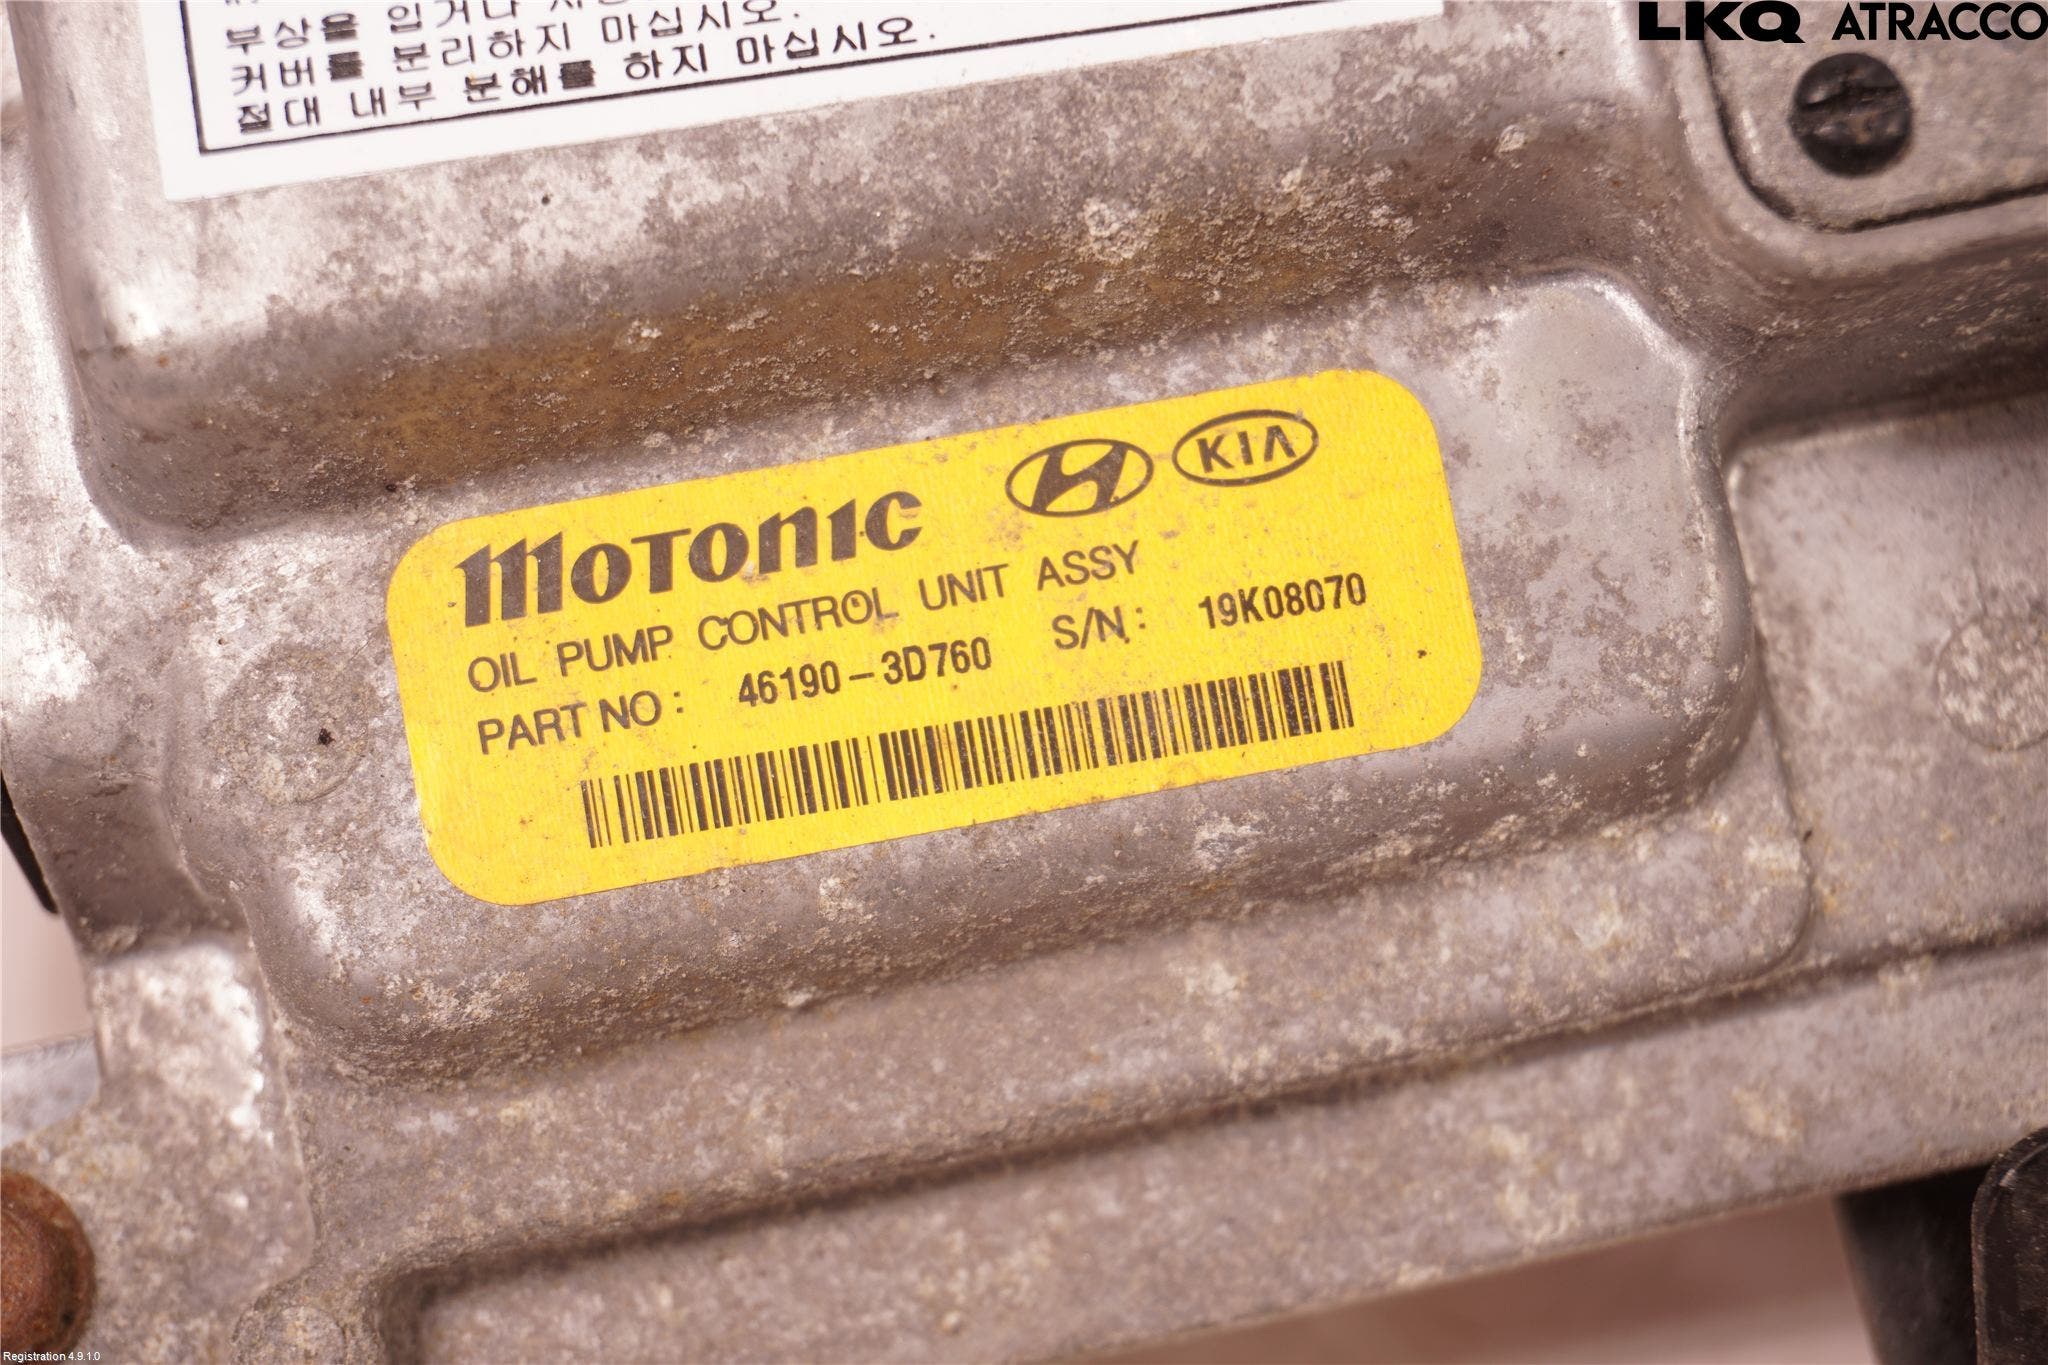 LKQ ATRACCO
부상을 입거나
커버를 분리하지 마십시오.
절대 내부 분해를 하지 마십시오.
MOTONIC
KIA
OIL PUMP CONTROL UNIT ASSY
PART NO : 46190-3D760 S/N : 19K08070
Registration 4.9.1.0